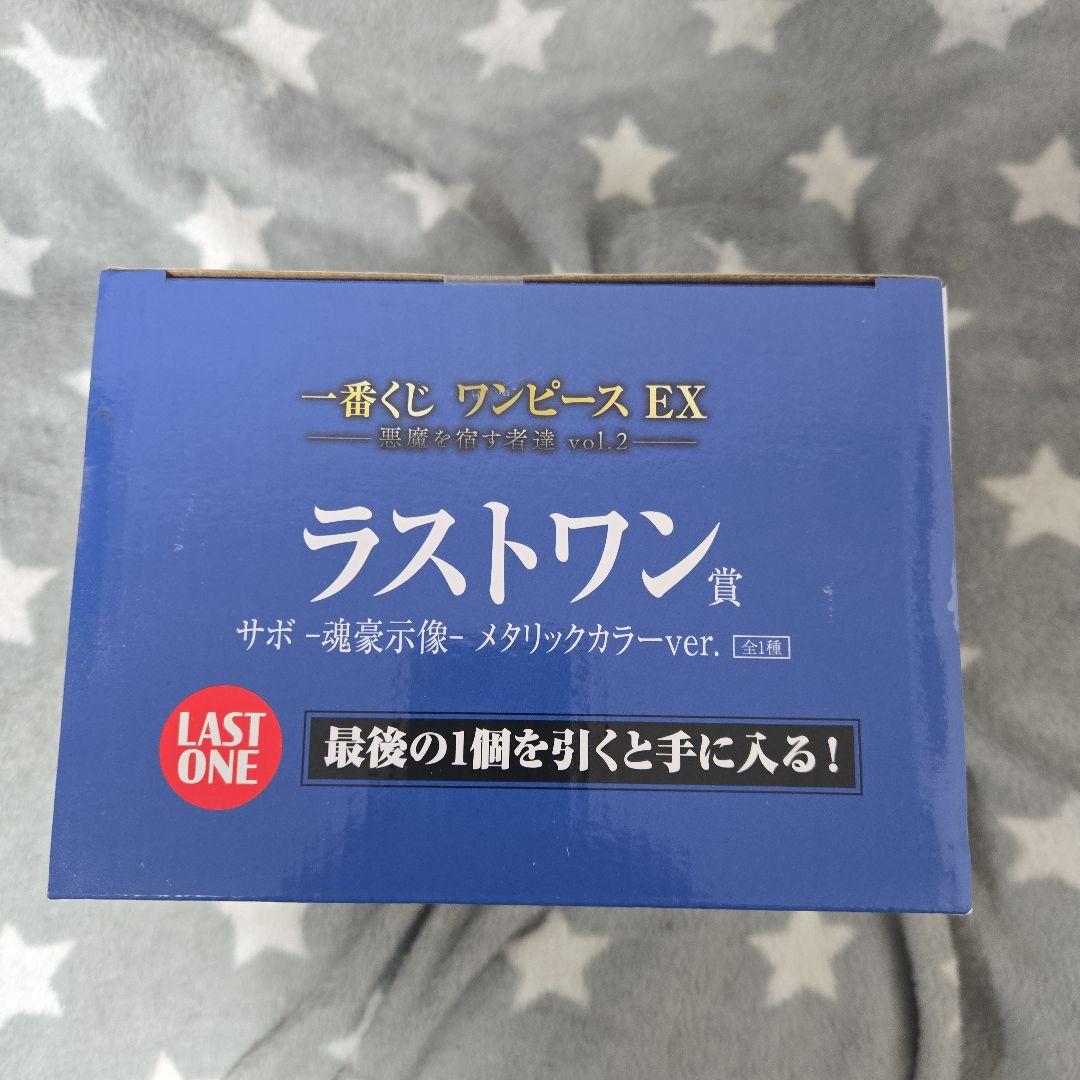 一番くじ ワンピース EX
悪魔を宿す者達 vol.2
ラストワン賞
サボ -魂豪示像- メタリックカラーver. 全1種
LAST
ONE
最後の1個を引くと手に入る!